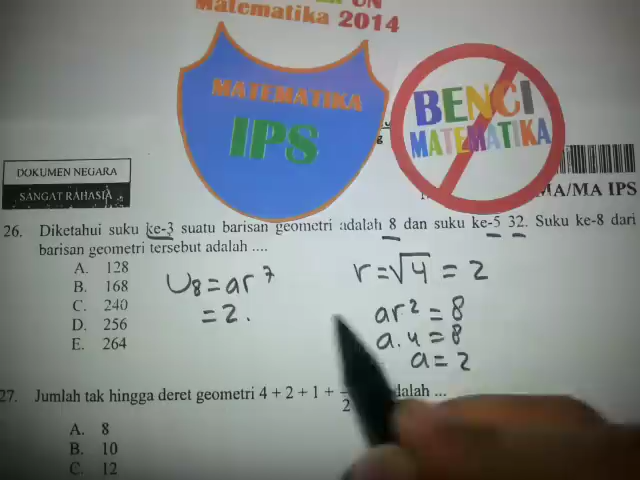 UN
Matematika 2014
MATEMATIKA
IPS
BENCI
MATEMATIKA
DOKUMEN NEGARA
SANGAT RAHASIA
MA/MA IPS
26. Diketahui suku ke-3 suatu barisan geometri adalah 8 dan suku ke-5 32. Suku ke-8 dari
barisan geometri tersebut adalah ....
A. 128
B. 168
C. 240
D. 256
E. 264
U₈ = ar⁷
= 2.
r = √4 = 2
ar² = 8
a. 4 = 8
a = 2
27. Jumlah tak hingga deret geometri 4 + 2 + 1 + 2 dalah ...
A. 8
B. 10
C. 12